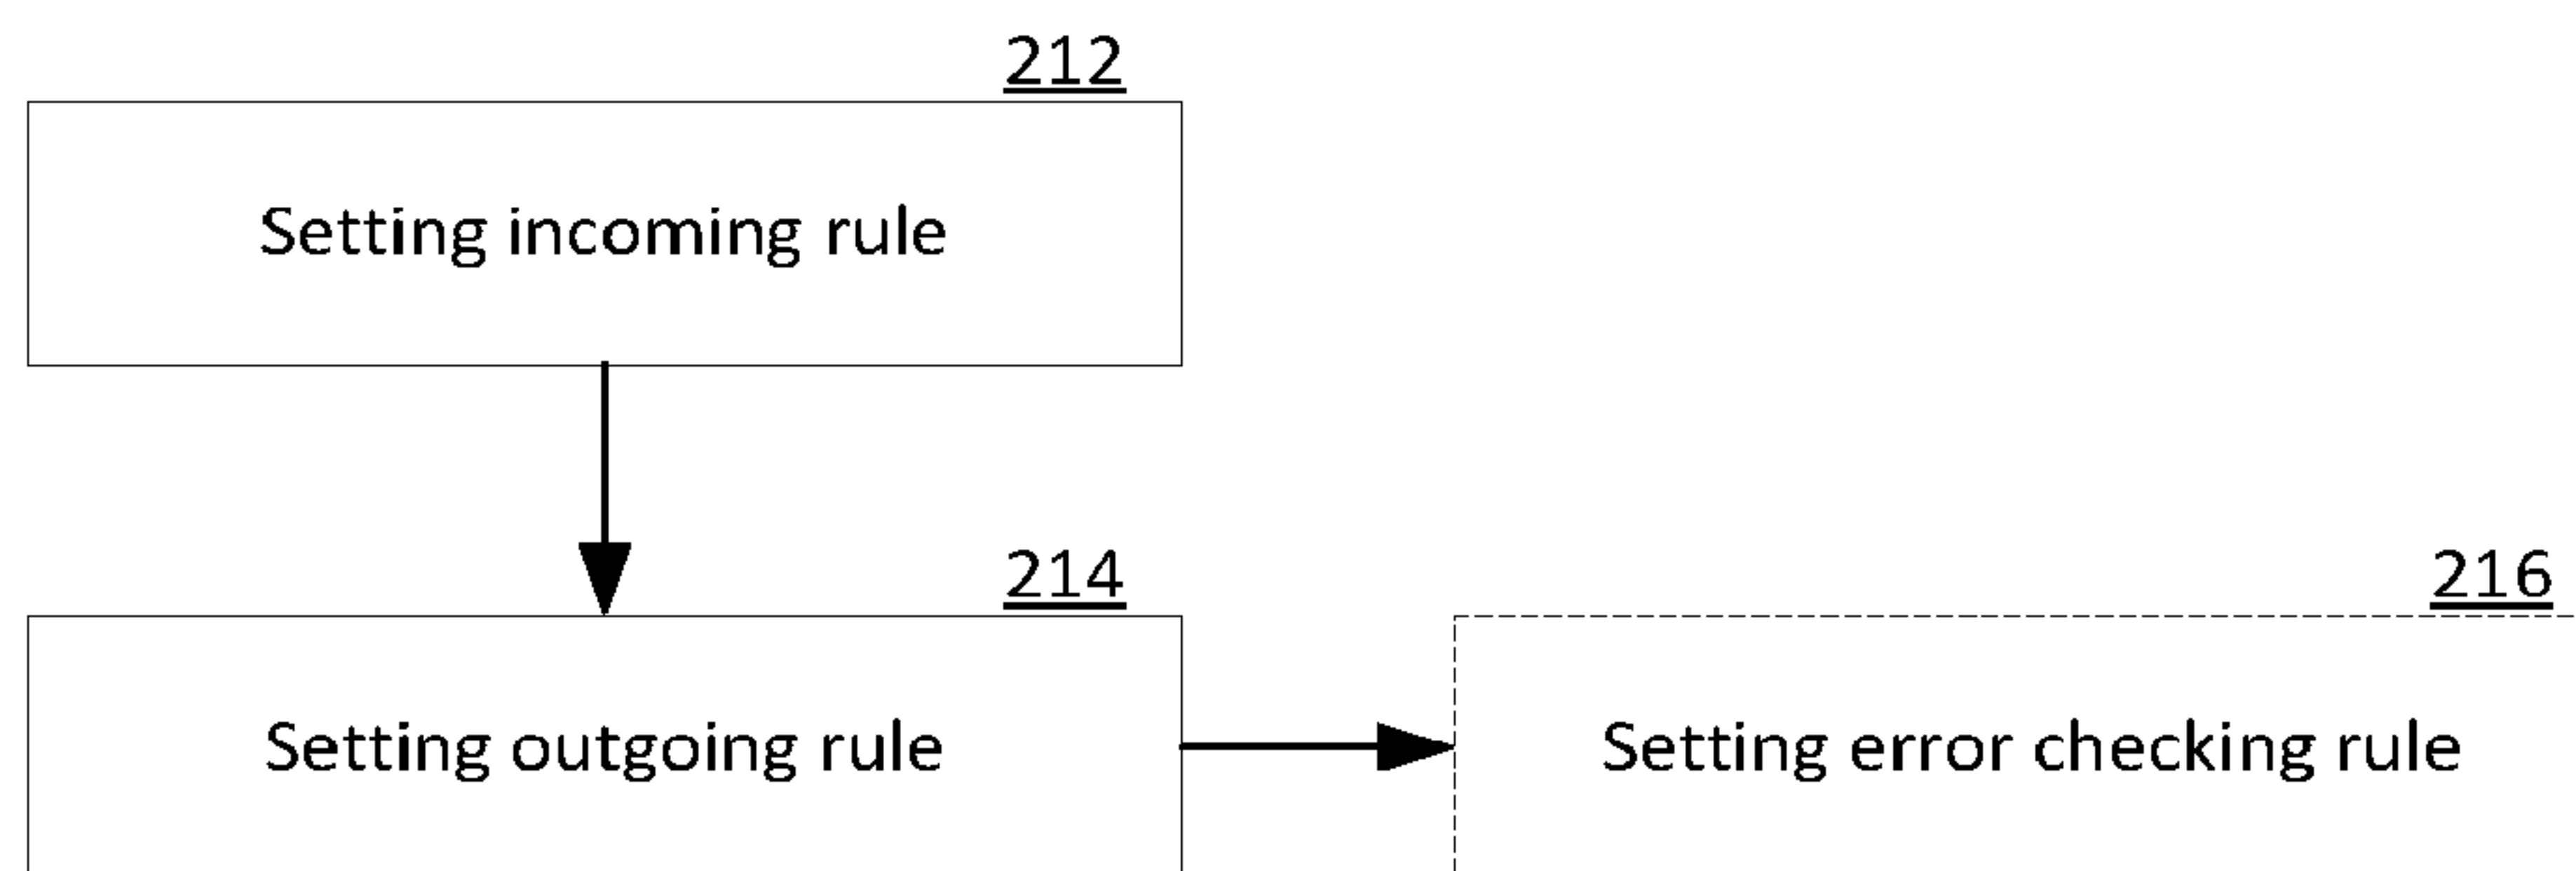 212
Setting incoming rule
214
Setting outgoing rule
216
Setting error checking rule